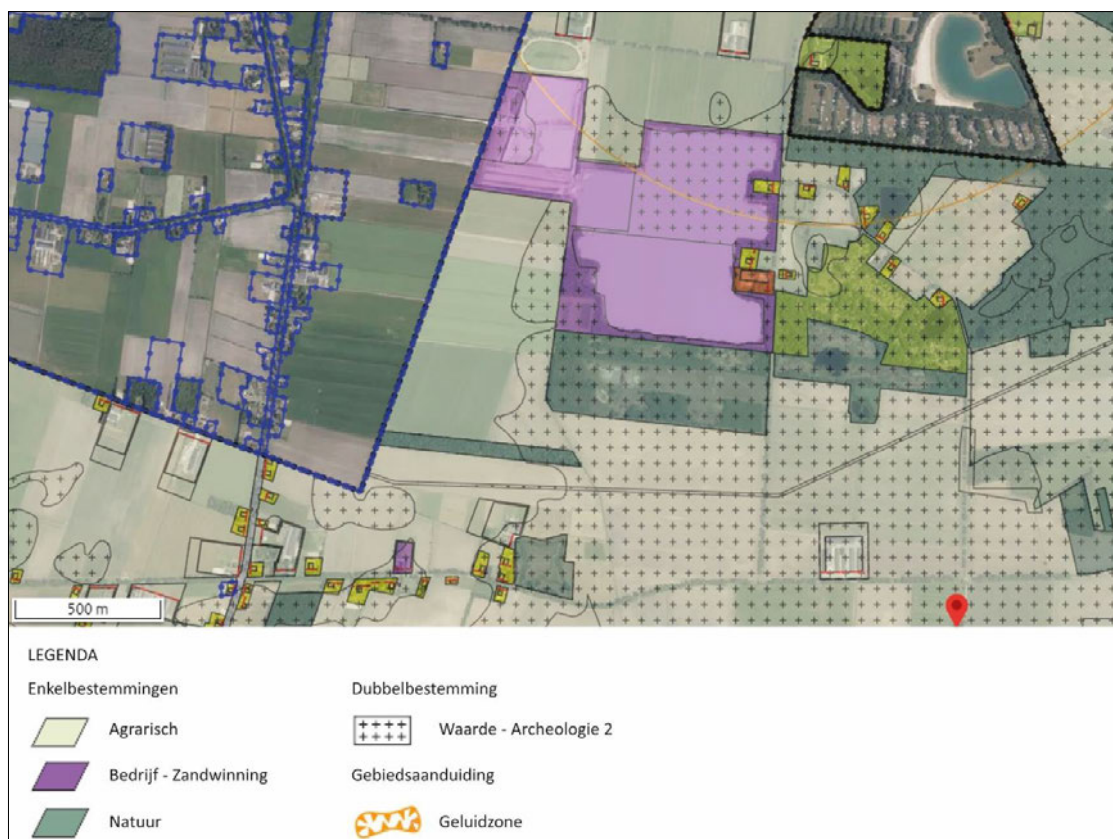 500 m
LEGENDA
Enkelbestemmingen
Dubbelbestemming
Agrarisch
Waarde - Archeologie 2
Bedrijf - Zandwinning
Gebiedsaanduiding
Natuur
Geluidzone